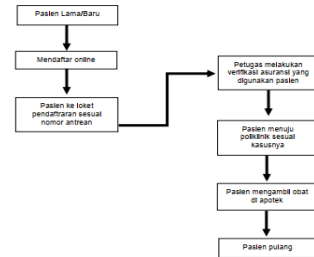 Pasien Lama/Baru
Mendaftar online
Pasien ke loket
pendaftraran sesuai
nomor antrean
Petugas melakukan
verifikasi asuransi yang
digunakan pasien
Pasien menuju
poliklinik sesuai
kasusnya
Pasien mengambil obat
di apotek
Pasien pulang